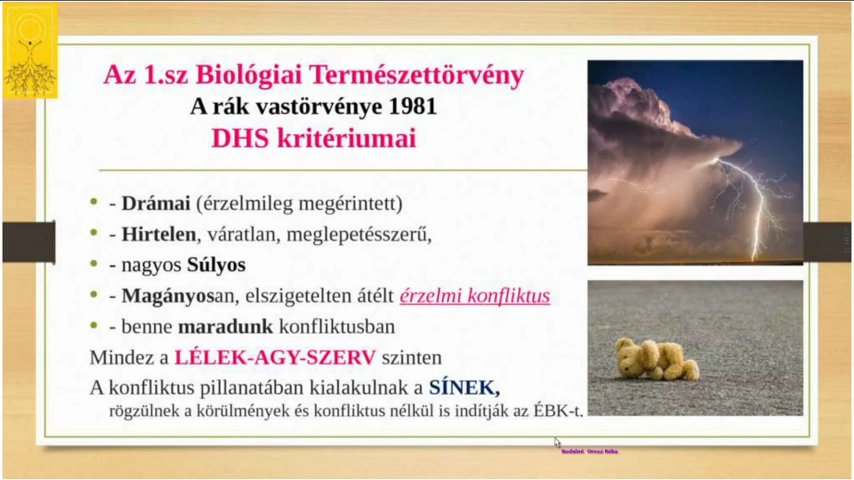 Az 1.sz Biológiai Természettörvény
A rák vastörvénye 1981
DHS kritériumai
- Drámai (érzelmileg megérintett)
- Hirtelen, váratlan, meglepetésszerű,
- nagyos Súlyos
- Magányosan, elszigetelten átélt érzelmi konfliktus
- benne maradunk konfliktusban
Mindez a LÉLEK-AGY-SZERV szinten
A konfliktus pillanatában kialakulnak a SÍNEK,
rögzülnek a körülmények és konfliktus nélkül is indítják az ÉBK-t.
Orosz Réka